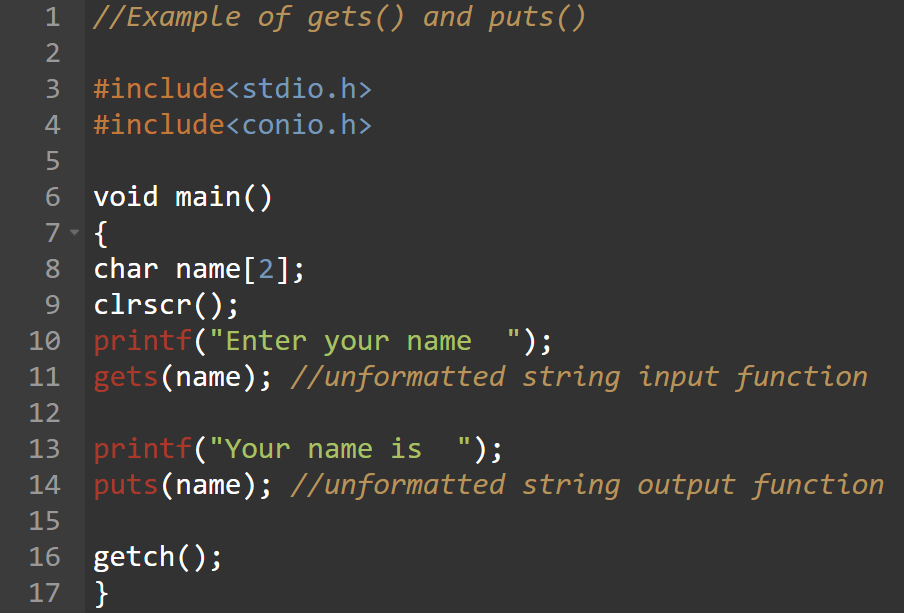 1 //Example of gets() and puts()
2
3 #include<stdio.h>
4 #include<conio.h>
5
6 void main()
7 {
8 char name[2];
9 clrscr();
10 printf("Enter your name  ");
11 gets(name); //unformatted string input function
12
13 printf("Your name is  ");
14 puts(name); //unformatted string output function
15
16 getch();
17 }